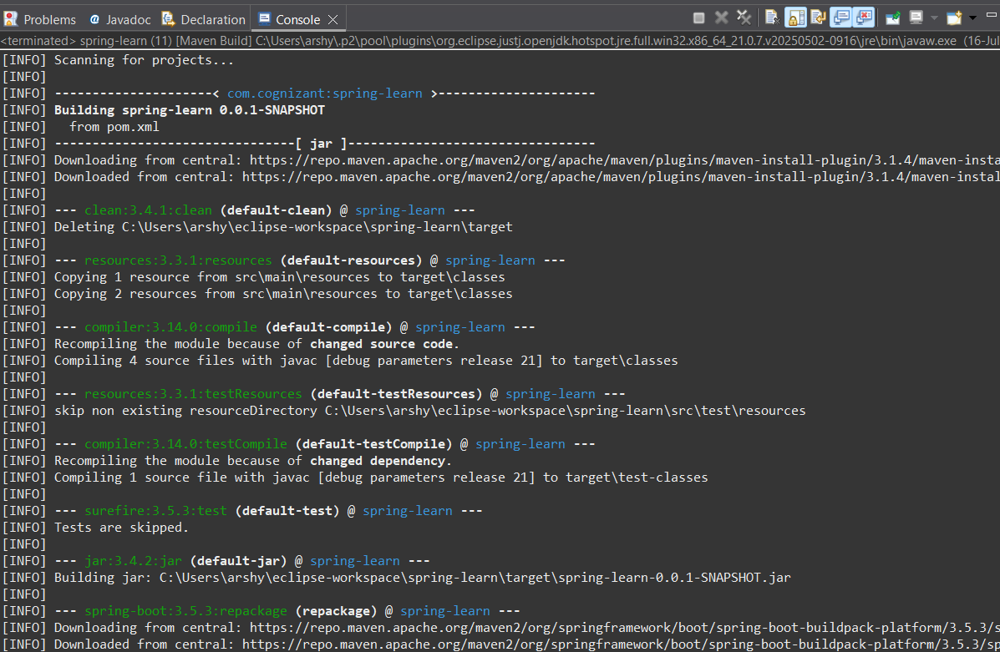 Problems @ Javadoc Declaration Console
<terminated> spring-learn (11) [Maven Build] C:\Users\arshy\.p2\pool\plugins\org.eclipse.justj.openjdk.hotspot.jre.full.win32.x86_64_21.0.7.v20250502-0916\jre\bin\javaw.exe (16-Jul
[INFO] Scanning for projects...
[INFO]
[INFO] ---------------------< com.cognizant:spring-learn >---------------------
[INFO] Building spring-learn 0.0.1-SNAPSHOT
[INFO]   from pom.xml
[INFO] --------------------------------[ jar ]---------------------------------
[INFO] Downloading from central: https://repo.maven.apache.org/maven2/org/apache/maven/plugins/maven-install-plugin/3.1.4/maven-insta
[INFO] Downloaded from central: https://repo.maven.apache.org/maven2/org/apache/maven/plugins/maven-install-plugin/3.1.4/maven-instal
[INFO]
[INFO] --- clean:3.4.1:clean (default-clean) @ spring-learn ---
[INFO] Deleting C:\Users\arshy\eclipse-workspace\spring-learn\target
[INFO]
[INFO] --- resources:3.3.1:resources (default-resources) @ spring-learn ---
[INFO] Copying 1 resource from src\main\resources to target\classes
[INFO] Copying 2 resources from src\main\resources to target\classes
[INFO]
[INFO] --- compiler:3.14.0:compile (default-compile) @ spring-learn ---
[INFO] Recompiling the module because of changed source code.
[INFO] Compiling 4 source files with javac [debug parameters release 21] to target\classes
[INFO]
[INFO] --- resources:3.3.1:testResources (default-testResources) @ spring-learn ---
[INFO] skip non existing resourceDirectory C:\Users\arshy\eclipse-workspace\spring-learn\src\test\resources
[INFO]
[INFO] --- compiler:3.14.0:testCompile (default-testCompile) @ spring-learn ---
[INFO] Recompiling the module because of changed dependency.
[INFO] Compiling 1 source file with javac [debug parameters release 21] to target\test-classes
[INFO]
[INFO] --- surefire:3.5.3:test (default-test) @ spring-learn ---
[INFO] Tests are skipped.
[INFO]
[INFO] --- jar:3.4.2:jar (default-jar) @ spring-learn ---
[INFO] Building jar: C:\Users\arshy\eclipse-workspace\spring-learn\target\spring-learn-0.0.1-SNAPSHOT.jar
[INFO]
[INFO] --- spring-boot:3.5.3:repackage (repackage) @ spring-learn ---
[INFO] Downloading from central: https://repo.maven.apache.org/maven2/org/springframework/boot/spring-boot-buildpack-platform/3.5.3/s
[INFO] Downloaded from central: https://repo.maven.apache.org/maven2/org/springframework/boot/spring-boot-buildpack-platform/3.5.3/sp